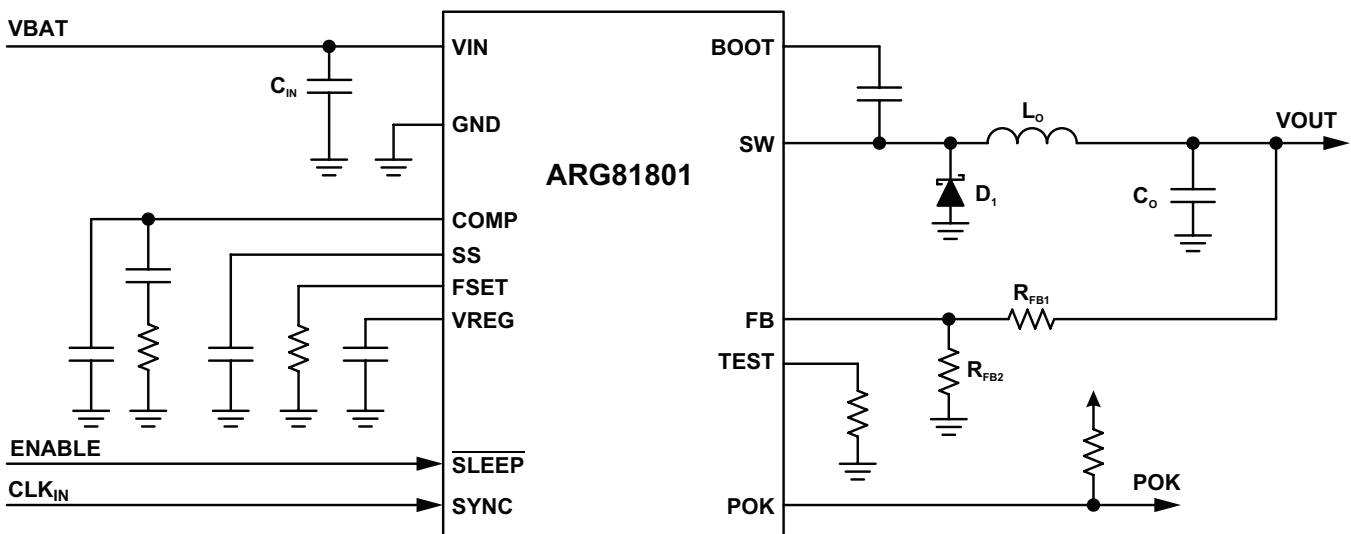 VBAT
VIN
BOOT
C_IN
GND
L_O
VOUT
SW
ARG81801
D_1
C_O
COMP
SS
FSET
R_FB1
VREG
FB
TEST
R_FB2
ENABLE
SLEEP
CLK_IN
POK
SYNC
POK